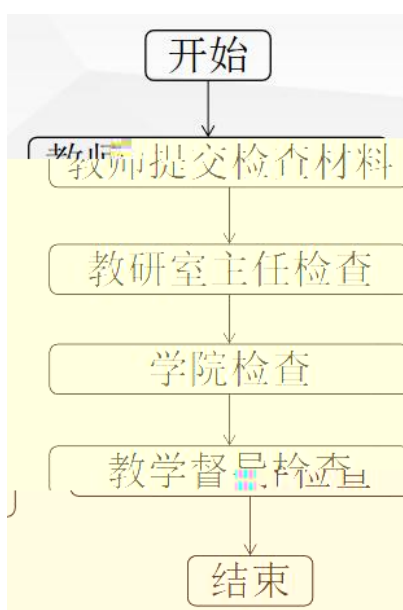 开始
教师提交检查材料
教研室主任检查
学院检查
教学督导检查
结束